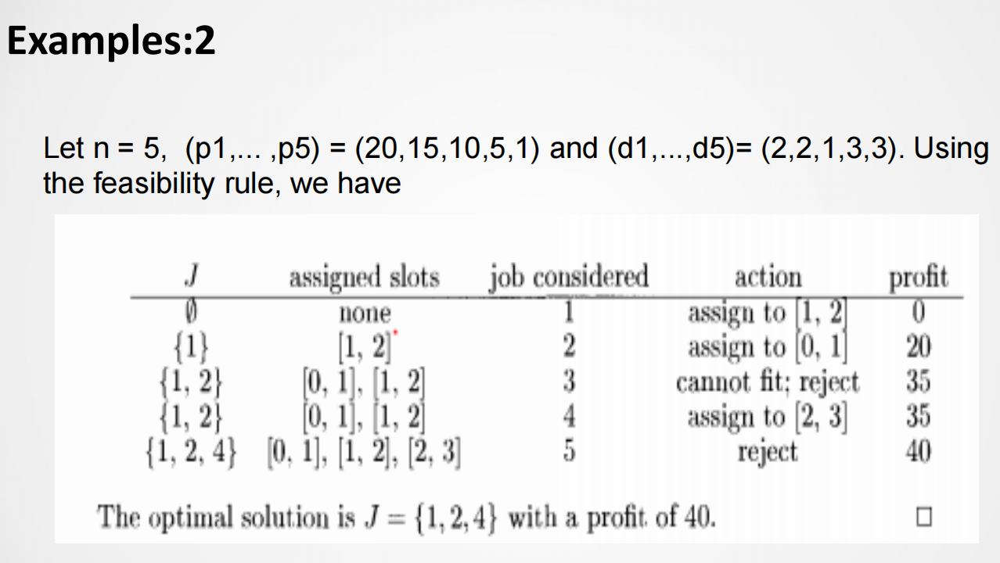 Examples:2
Let n = 5, (p1,... ,p5) = (20,15,10,5,1) and (d1,...,d5)= (2,2,1,3,3). Using
the feasibility rule, we have
J assigned slots job considered action profit
∅ none 1 assign to [1, 2] 0
{1} [1, 2] 2 assign to [0, 1] 20
{1, 2} [0, 1], [1, 2] 3 cannot fit; reject 35
{1, 2} [0, 1], [1, 2] 4 assign to [2, 3] 35
{1, 2, 4} [0, 1], [1, 2], [2, 3] 5 reject 40
The optimal solution is J = {1, 2, 4} with a profit of 40. □